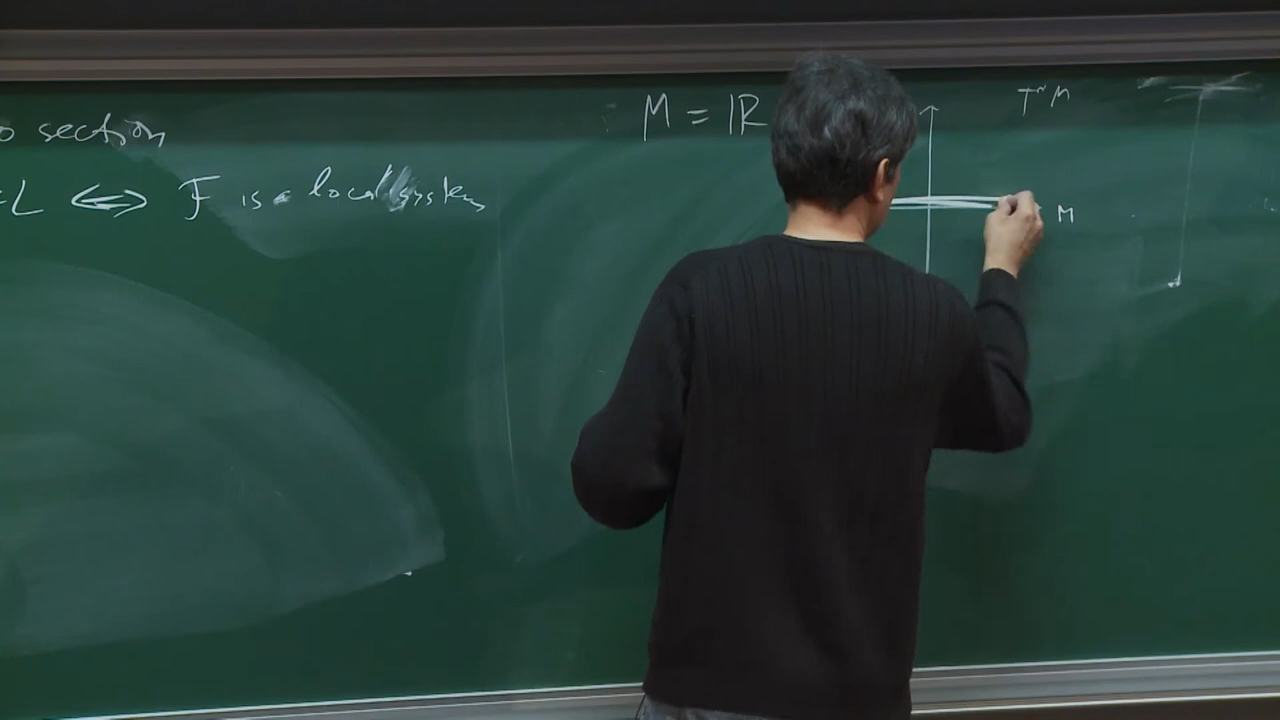 o section
L ⟺ F is a local system
M = ℝ
T*M
M